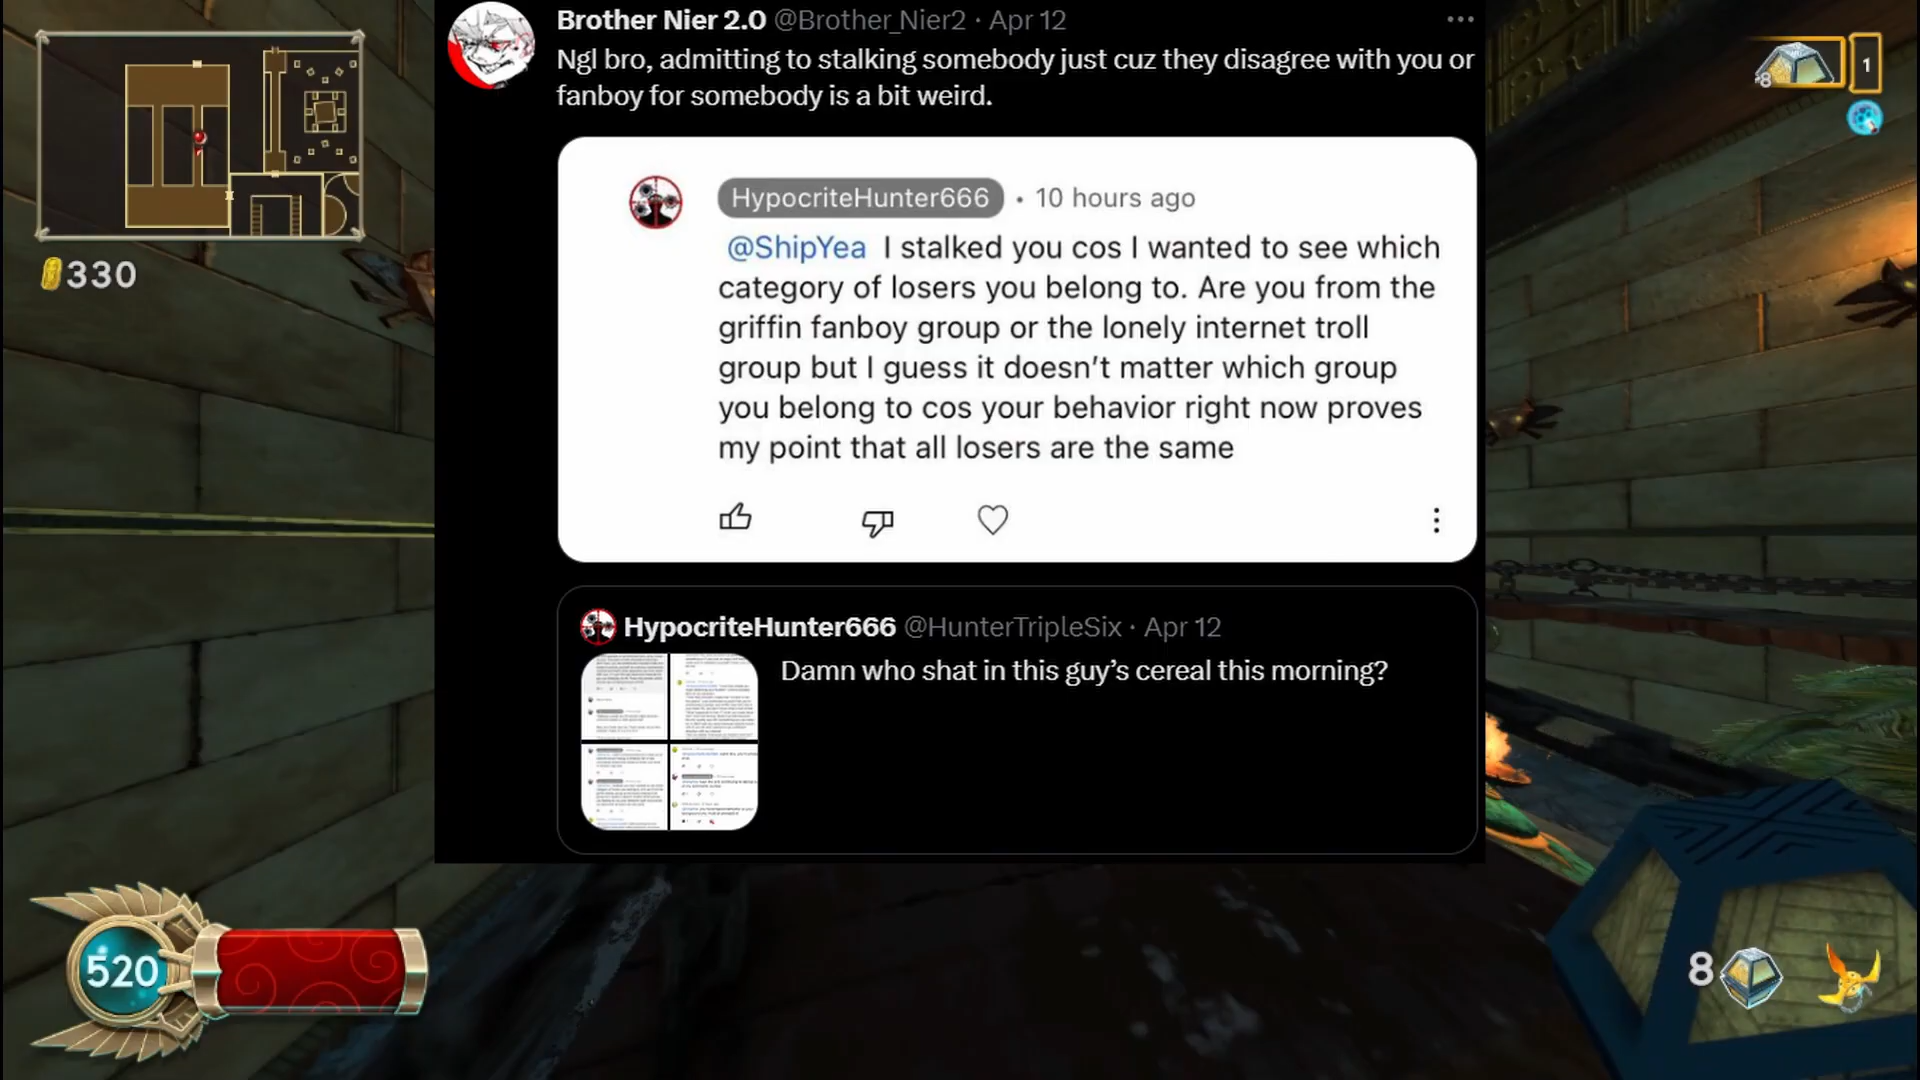 Brother Nier 2.0 @Brother_Nier2 · Apr 12
Ngl bro, admitting to stalking somebody just cuz they disagree with you or
fanboy for somebody is a bit weird.
8
1
330
HypocriteHunter666 • 10 hours ago
@ShipYea I stalked you cos I wanted to see which
category of losers you belong to. Are you from the
griffin fanboy group or the lonely internet troll
group but I guess it doesn't matter which group
you belong to cos your behavior right now proves
my point that all losers are the same
HypocriteHunter666 @HunterTripleSix · Apr 12
Damn who shat in this guy's cereal this morning?
520
8